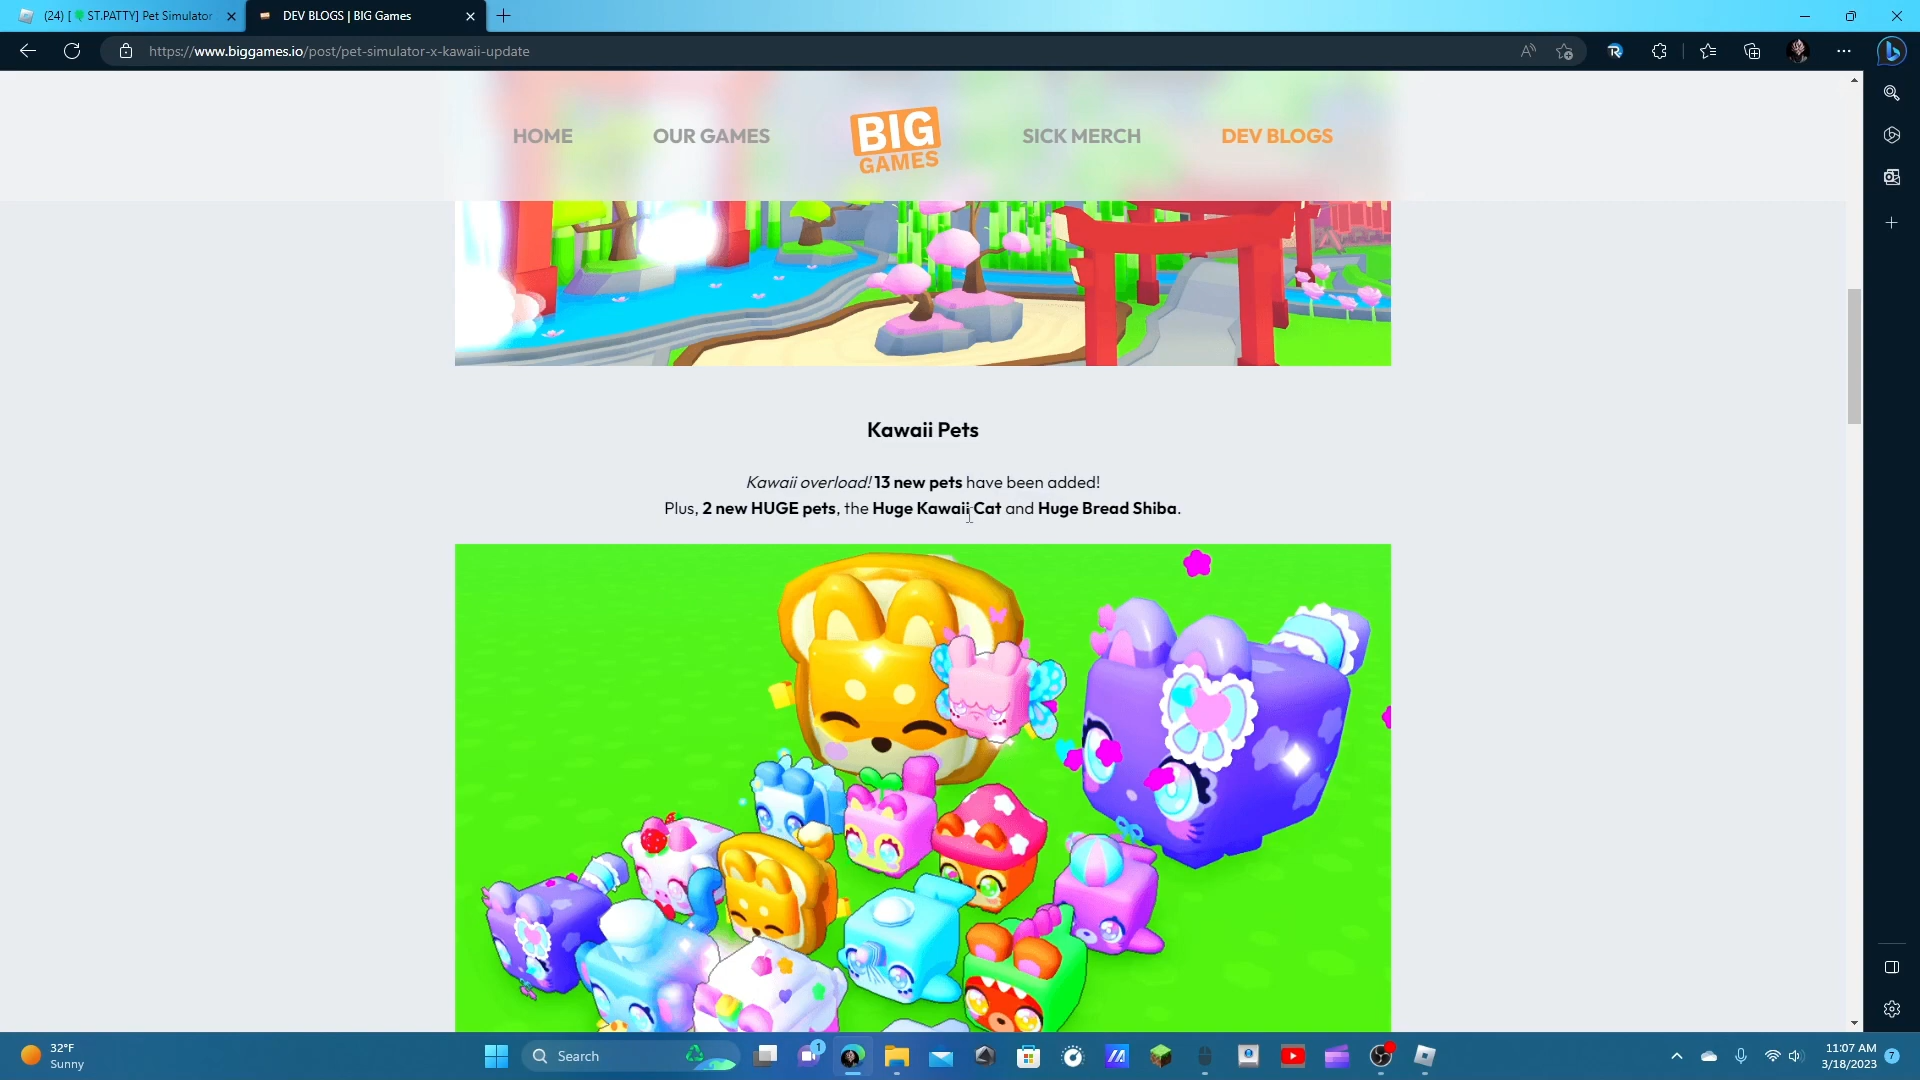 (24) [🍀ST.PATTY] Pet Simulator
DEV BLOGS | BIG Games
https://www.biggames.io/post/pet-simulator-x-kawaii-update
HOME
OUR GAMES
BIG
GAMES
SICK MERCH
DEV BLOGS
Kawaii Pets
Kawaii overload! 13 new pets have been added!
Plus, 2 new HUGE pets, the Huge Kawaii Cat and Huge Bread Shiba.
32°F
Sunny
Search
1
11:07 AM
3/18/2023
7